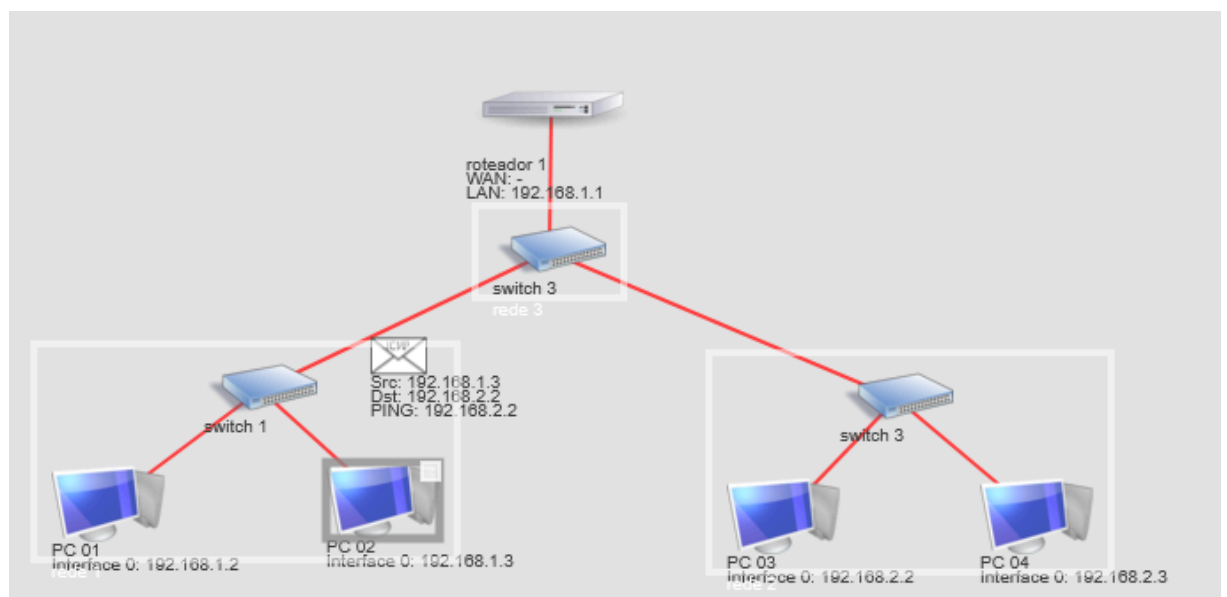 roteador 1
WAN: -
LAN: 192.168.1.1
switch 3
rede 3
ICMP
Src: 192.168.1.3
Dst: 192.168.2.2
PING: 192.168.2.2
switch 1
switch 3
PC 01
interface 0: 192.168.1.2
rede 1
PC 02
interface 0: 192.168.1.3
PC 03
interface 0: 192.168.2.2
rede 2
PC 04
interface 0: 192.168.2.3